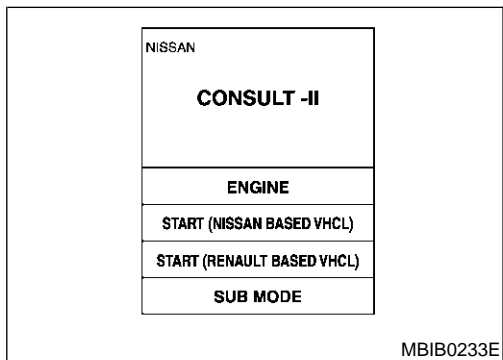 NISSAN
CONSULT -II
ENGINE
START (NISSAN BASED VHCL)
START (RENAULT BASED VHCL)
SUB MODE
MBIB0233E